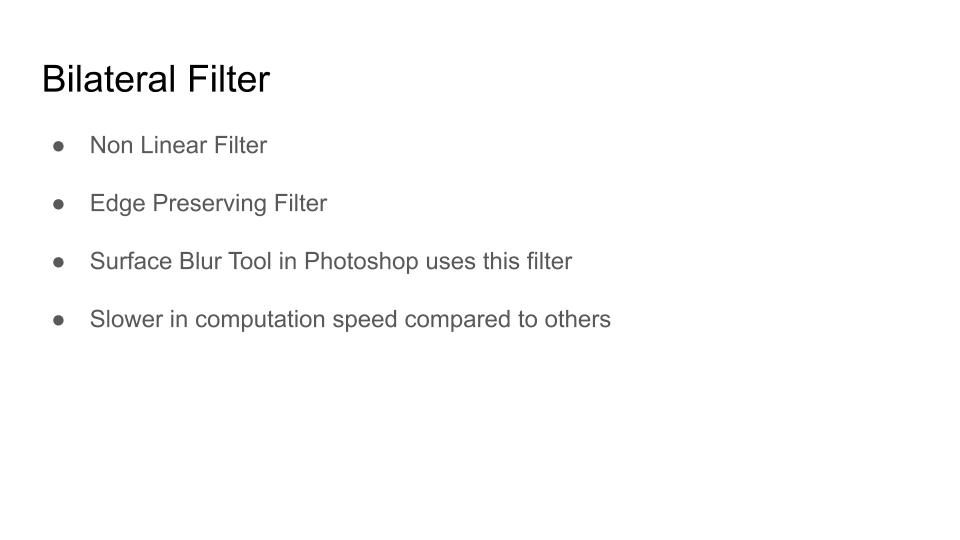 Bilateral Filter
● Non Linear Filter
● Edge Preserving Filter
● Surface Blur Tool in Photoshop uses this filter
● Slower in computation speed compared to others